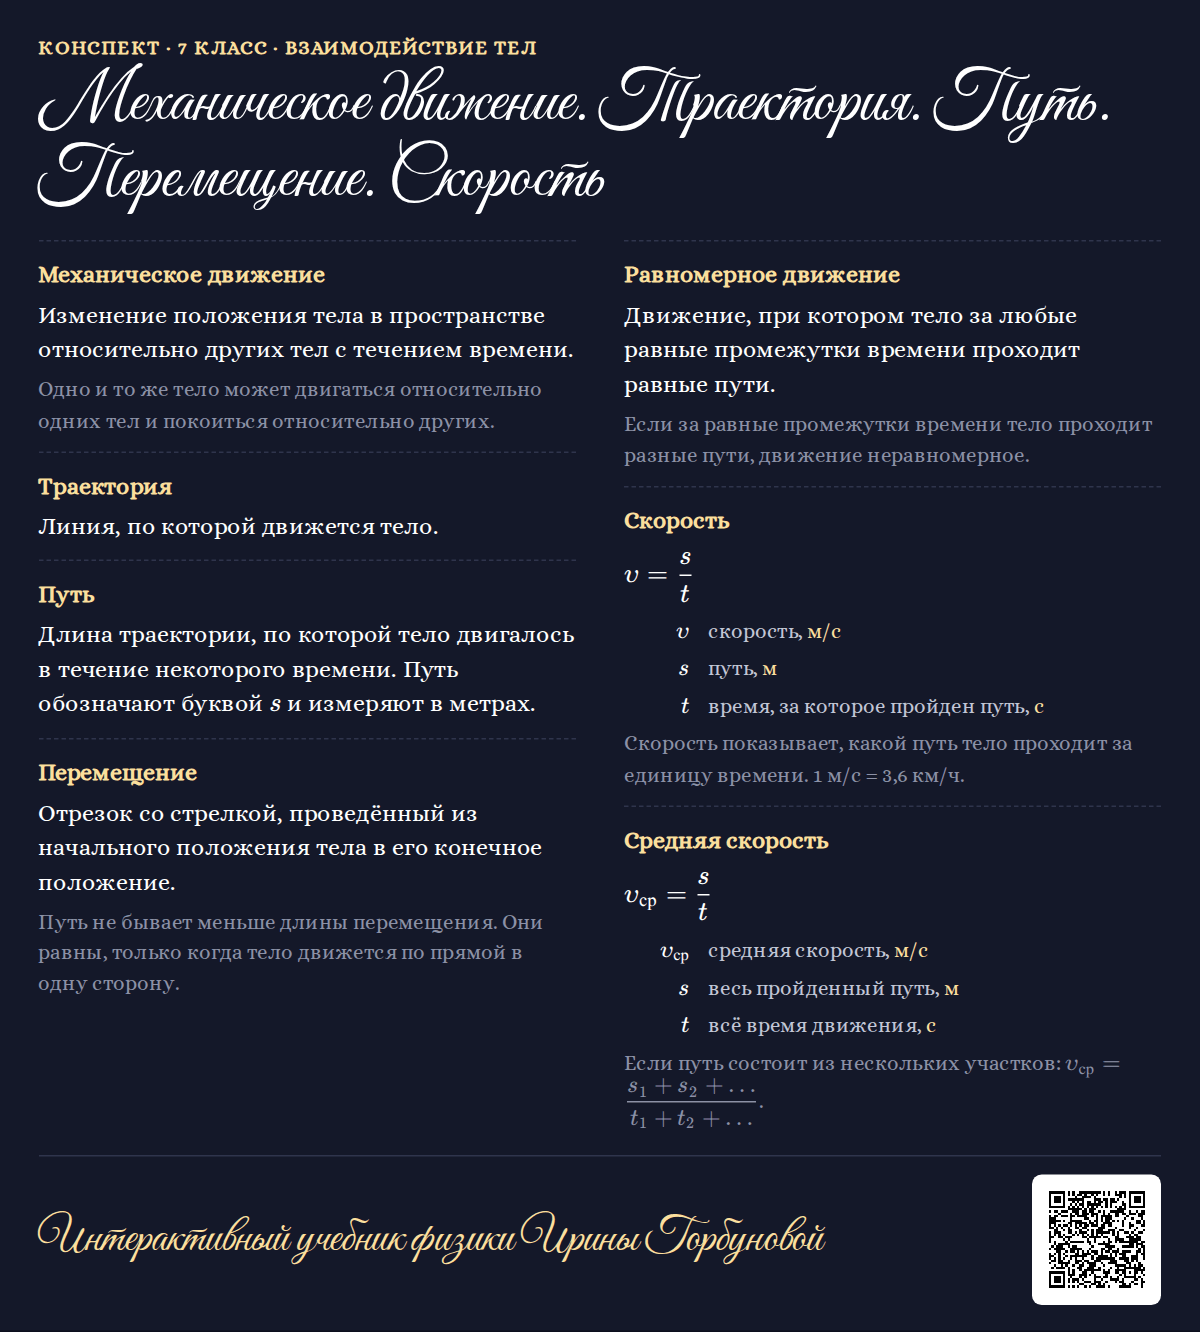 КОНСПЕКТ · 7 КЛАСС · ВЗАИМОДЕЙСТВИЕ ТЕЛ
Механическое движение. Траектория. Путь.
Перемещение. Скорость
Механическое движение
Изменение положения тела в пространстве
относительно других тел с течением времени.
Одно и то же тело может двигаться относительно
одних тел и покоиться относительно других.
Траектория
Линия, по которой движется тело.
Путь
Длина траектории, по которой тело двигалось
в течение некоторого времени. Путь
обозначают буквой s и измеряют в метрах.
Перемещение
Отрезок со стрелкой, проведённый из
начального положения тела в его конечное
положение.
Путь не бывает меньше длины перемещения. Они
равны, только когда тело движется по прямой в
одну сторону.
Равномерное движение
Движение, при котором тело за любые
равные промежутки времени проходит
равные пути.
Если за равные промежутки времени тело проходит
разные пути, движение неравномерное.
Скорость
v = s/t
v скорость, м/с
s путь, м
t время, за которое пройден путь, с
Скорость показывает, какой путь тело проходит за
единицу времени. 1 м/с = 3,6 км/ч.
Средняя скорость
v_ср = s/t
v_ср средняя скорость, м/с
s весь пройденный путь, м
t всё время движения, с
Если путь состоит из нескольких участков: v_ср =
(s₁ + s₂ + …)/(t₁ + t₂ + …).
Интерактивный учебник физики Ирины Горбуновой